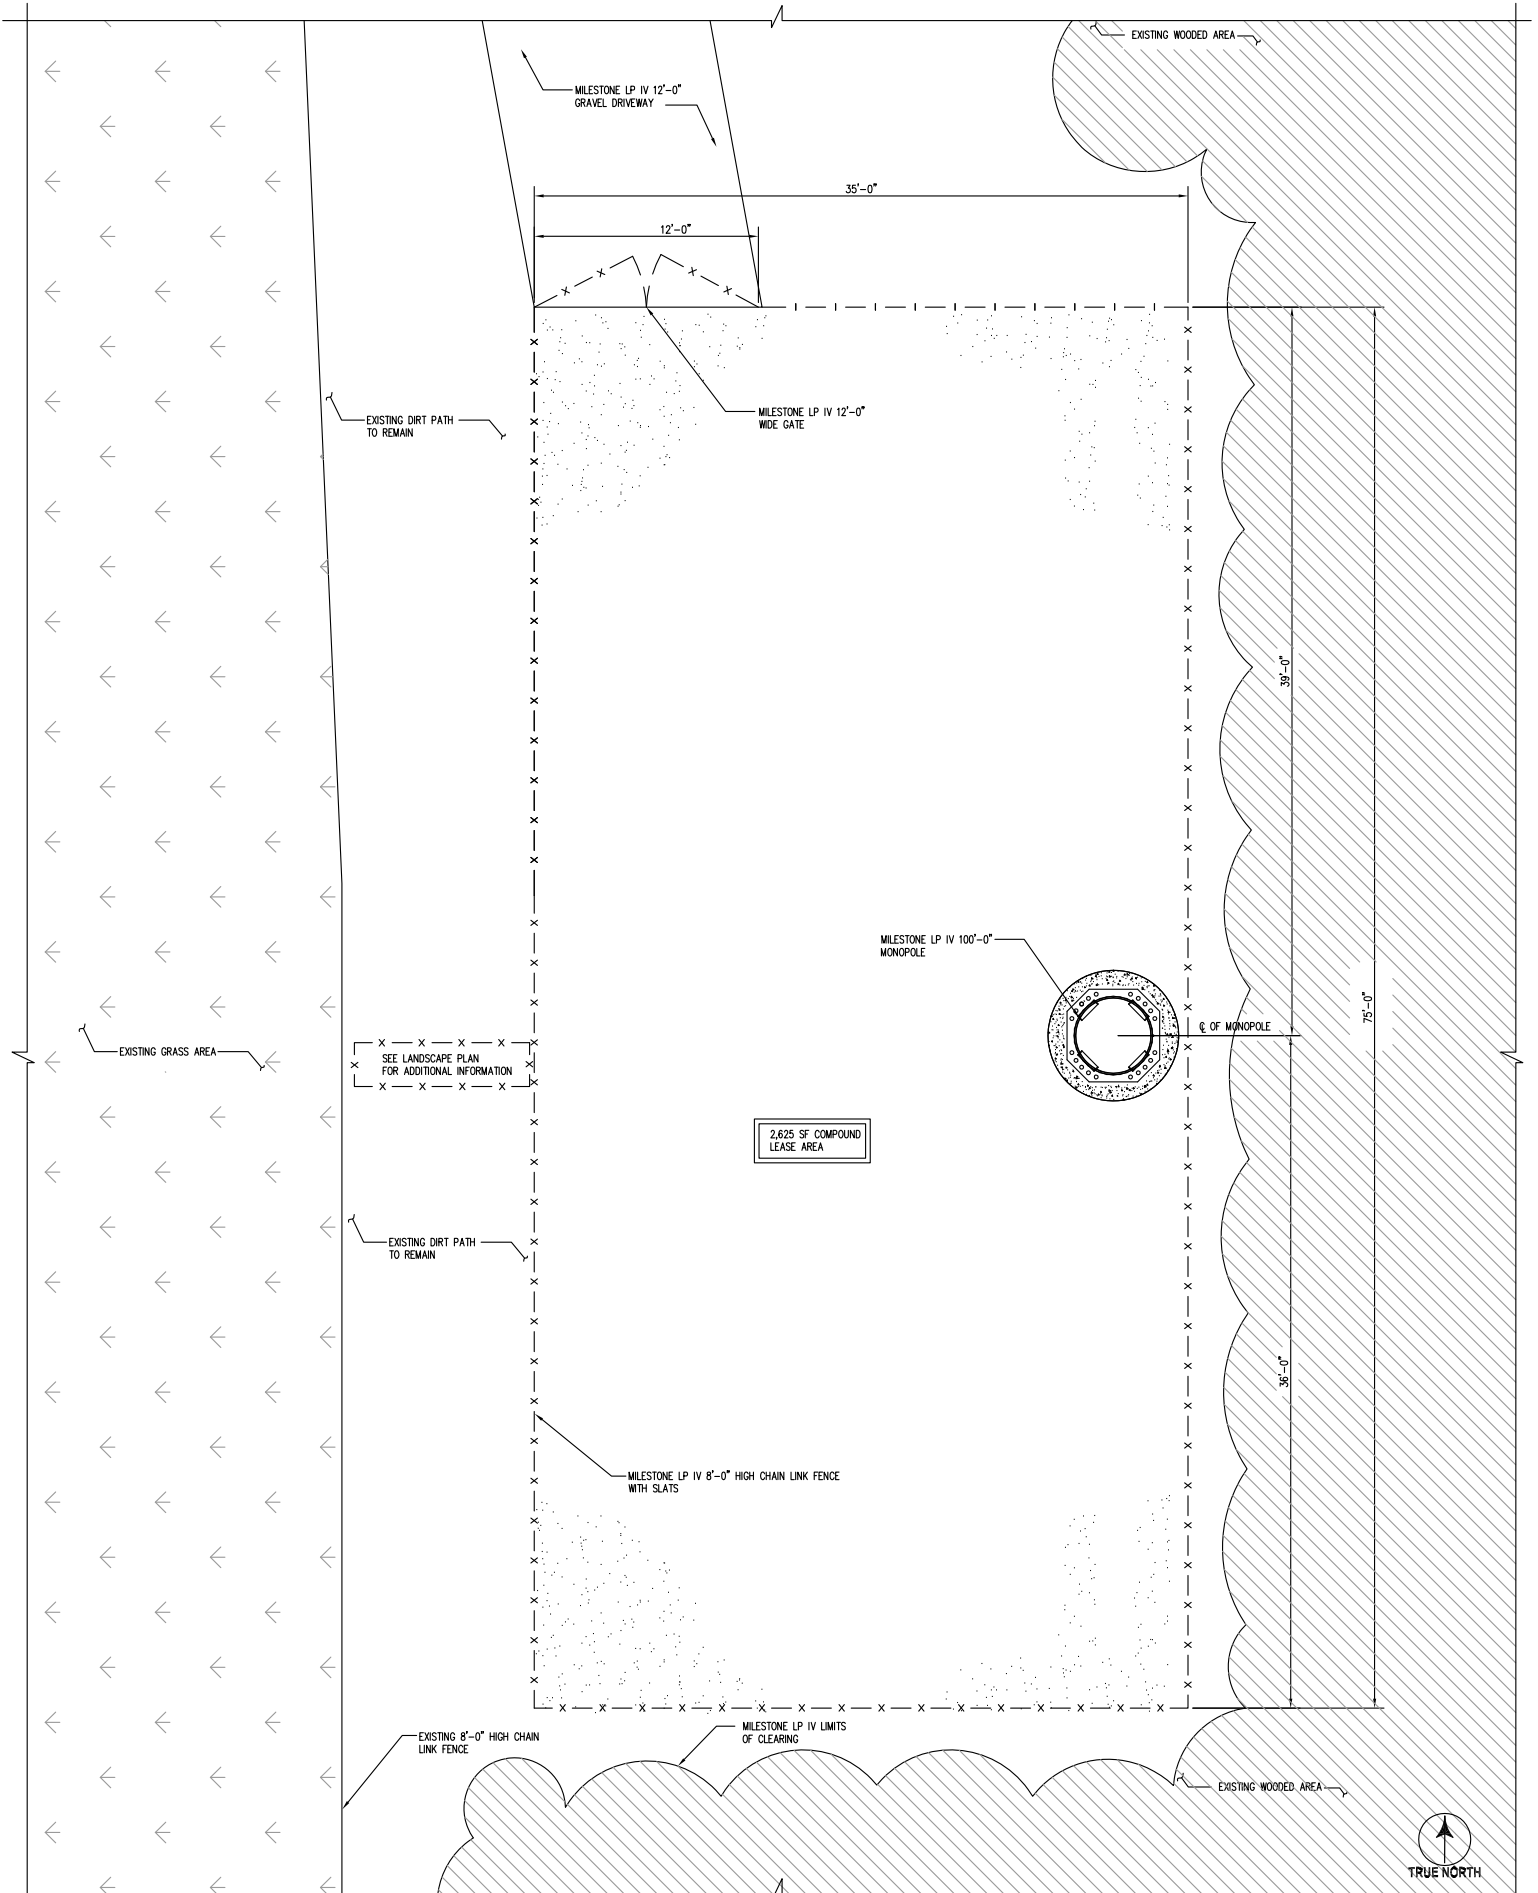 EXISTING WOODED AREA
MILESTONE LP IV 12'-0"
GRAVEL DRIVEWAY
35'-0"
12'-0"
MILESTONE LP IV 12'-0"
WIDE GATE
EXISTING DIRT PATH
TO REMAIN
39'-0"
MILESTONE LP IV 100'-0"
MONOPOLE
75'-0"
℄ OF MONOPOLE
EXISTING GRASS AREA
SEE LANDSCAPE PLAN
FOR ADDITIONAL INFORMATION
2,625 SF COMPOUND
LEASE AREA
EXISTING DIRT PATH
TO REMAIN
36'-0"
MILESTONE LP IV 8'-0" HIGH CHAIN LINK FENCE
WITH SLATS
MILESTONE LP IV LIMITS
OF CLEARING
EXISTING 8'-0" HIGH CHAIN
LINK FENCE
EXISTING WOODED AREA
TRUE NORTH